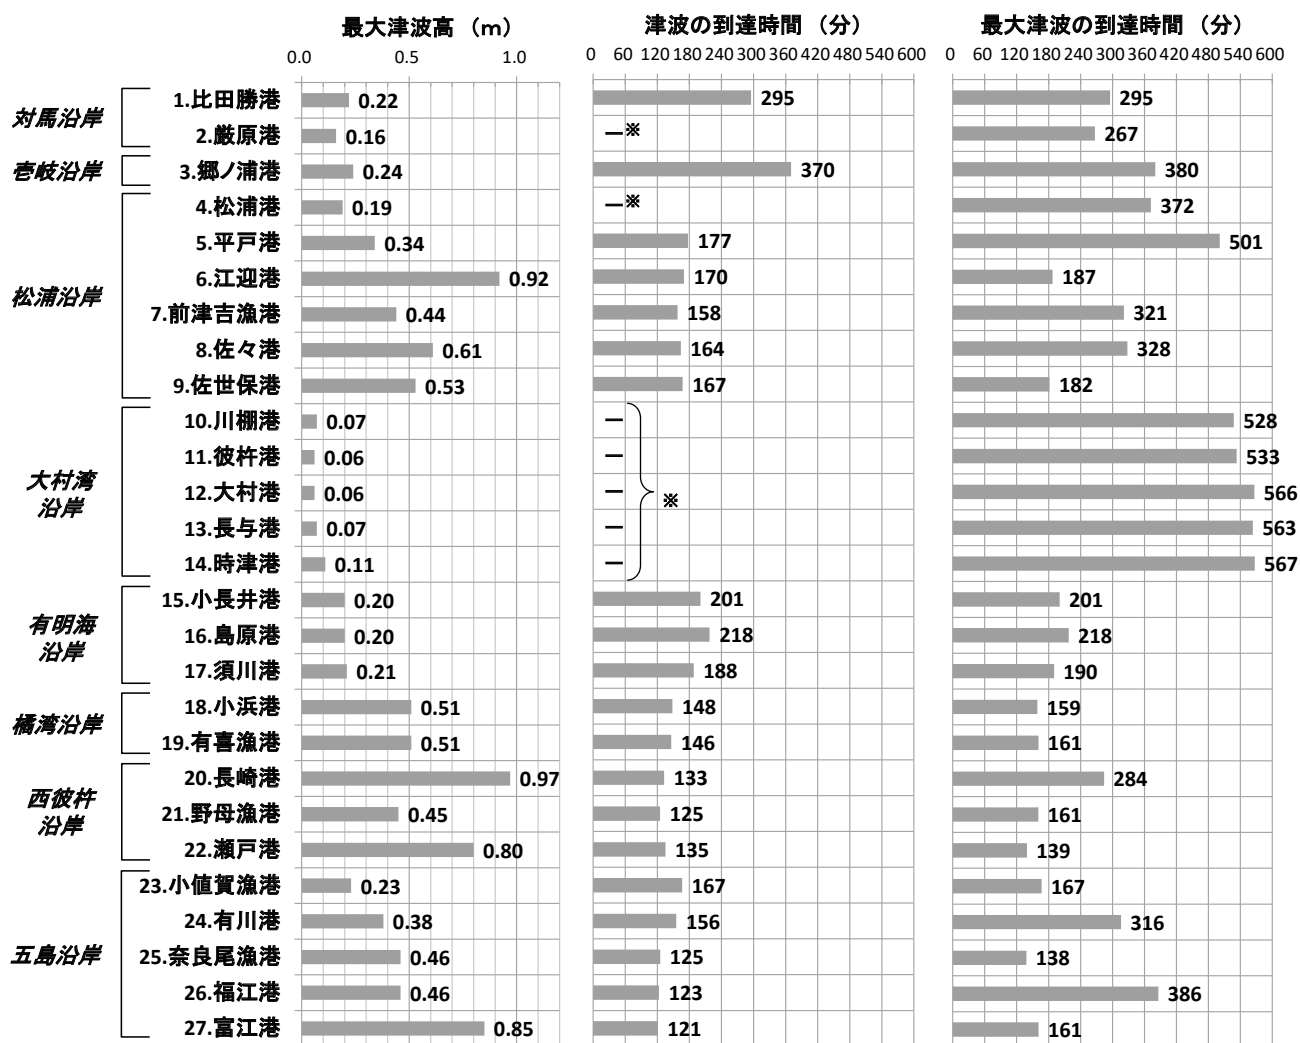 最大津波高 （ｍ） 津波の到達時間 （分） 最大津波の到達時間 （分）
0.0 0.5 1.0 0 60 120 180 240 300 360 420 480 540 600 0 60 120 180 240 300 360 420 480 540 600
対馬沿岸
1.比田勝港 0.22 295 295
2.厳原港 0.16 ―※ 267
壱岐沿岸
3.郷ノ浦港 0.24 370 380
松浦沿岸
4.松浦港 0.19 ―※ 372
5.平戸港 0.34 177 501
6.江迎港 0.92 170 187
7.前津吉漁港 0.44 158 321
8.佐々港 0.61 164 328
9.佐世保港 0.53 167 182
大村湾
沿岸
10.川棚港 0.07 ― 528
11.彼杵港 0.06 ― 533
12.大村港 0.06 ― ※ 566
13.長与港 0.07 ― 563
14.時津港 0.11 ― 567
有明海
沿岸
15.小長井港 0.20 201 201
16.島原港 0.20 218 218
17.須川港 0.21 188 190
橘湾沿岸
18.小浜港 0.51 148 159
19.有喜漁港 0.51 146 161
西彼杵
沿岸
20.長崎港 0.97 133 284
21.野母漁港 0.45 125 161
22.瀬戸港 0.80 135 139
五島沿岸
23.小値賀漁港 0.23 167 167
24.有川港 0.38 156 316
25.奈良尾漁港 0.46 125 138
26.福江港 0.46 123 386
27.富江港 0.85 121 161